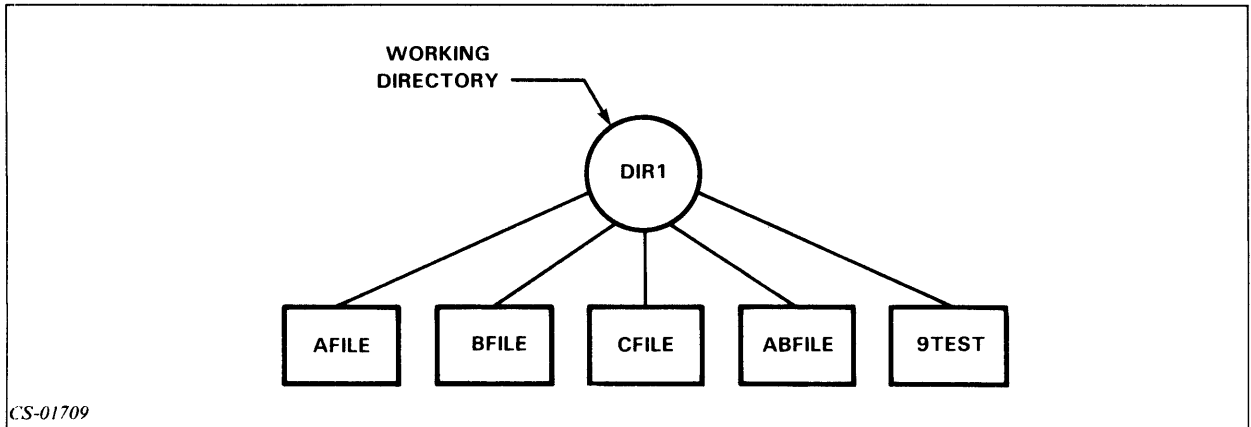 WORKING
DIRECTORY
DIR1
AFILE BFILE CFILE ABFILE 9TEST
CS-01709